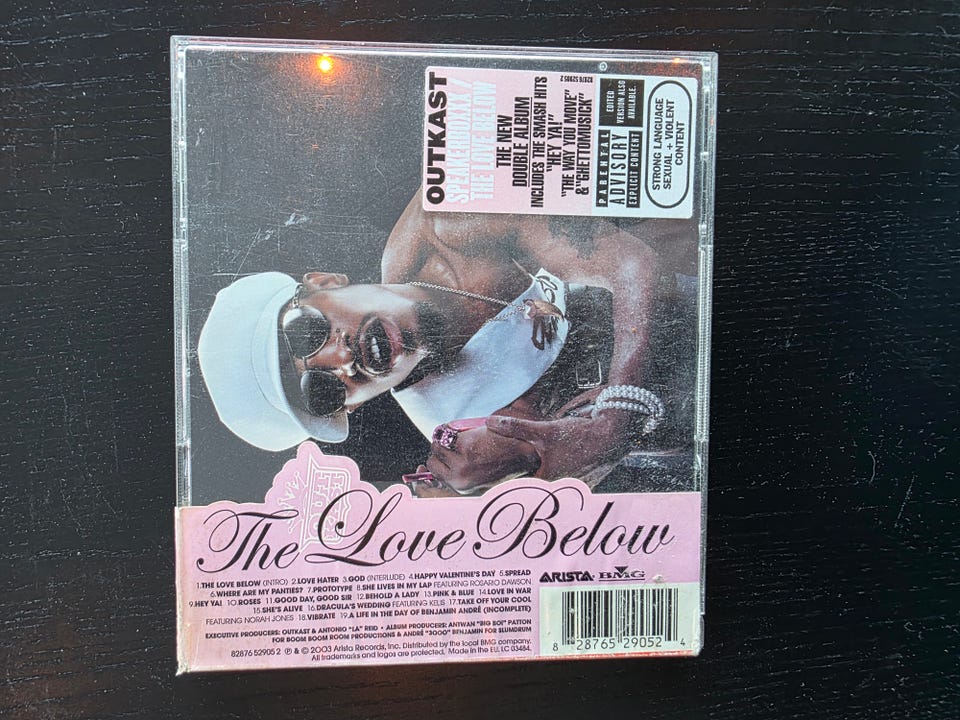 OUTKAST
SPEAKERBOXXX /
THE LOVE BELOW
THE NEW
DOUBLE ALBUM
INCLUDES THE SMASH HITS
"HEY YA!"
"THE WAY YOU MOVE"
& "GHETTOMUSICK"
82876 52905 2
PARENTAL
ADVISORY
EXPLICIT CONTENT
EDITED
VERSION ALSO
AVAILABLE.
STRONG LANGUAGE
SEXUAL + VIOLENT
CONTENT
The Love Below
1.THE LOVE BELOW (INTRO) 2.LOVE HATER 3.GOD (INTERLUDE) 4.HAPPY VALENTINE'S DAY 5.SPREAD
6.WHERE ARE MY PANTIES? 7.PROTOTYPE 8.SHE LIVES IN MY LAP FEATURING ROSARIO DAWSON
9.HEY YA! 10.ROSES 11.GOOD DAY, GOOD SIR 12.BEHOLD A LADY 13.PINK & BLUE 14.LOVE IN WAR
15.SHE'S ALIVE 16.DRACULA'S WEDDING FEATURING KELIS 17.TAKE OFF YOUR COOL
FEATURING NORAH JONES 18.VIBRATE 19.A LIFE IN THE DAY OF BENJAMIN ANDRÉ (INCOMPLETE)
EXECUTIVE PRODUCERS: OUTKAST & ANTONIO "LA" REID • ALBUM PRODUCERS: ANTWAN "BIG BOI" PATTON
FOR BOOM BOOM ROOM PRODUCTIONS & ANDRÉ "3000" BENJAMIN FOR SLUMDRUM
82876 52905 2 ℗ & © 2003 Arista Records, Inc. Distributed by the local BMG company.
All trademarks and logos are protected. Made in the EU. LC 03484.
ARISTA BMG
8 28765 29052 4